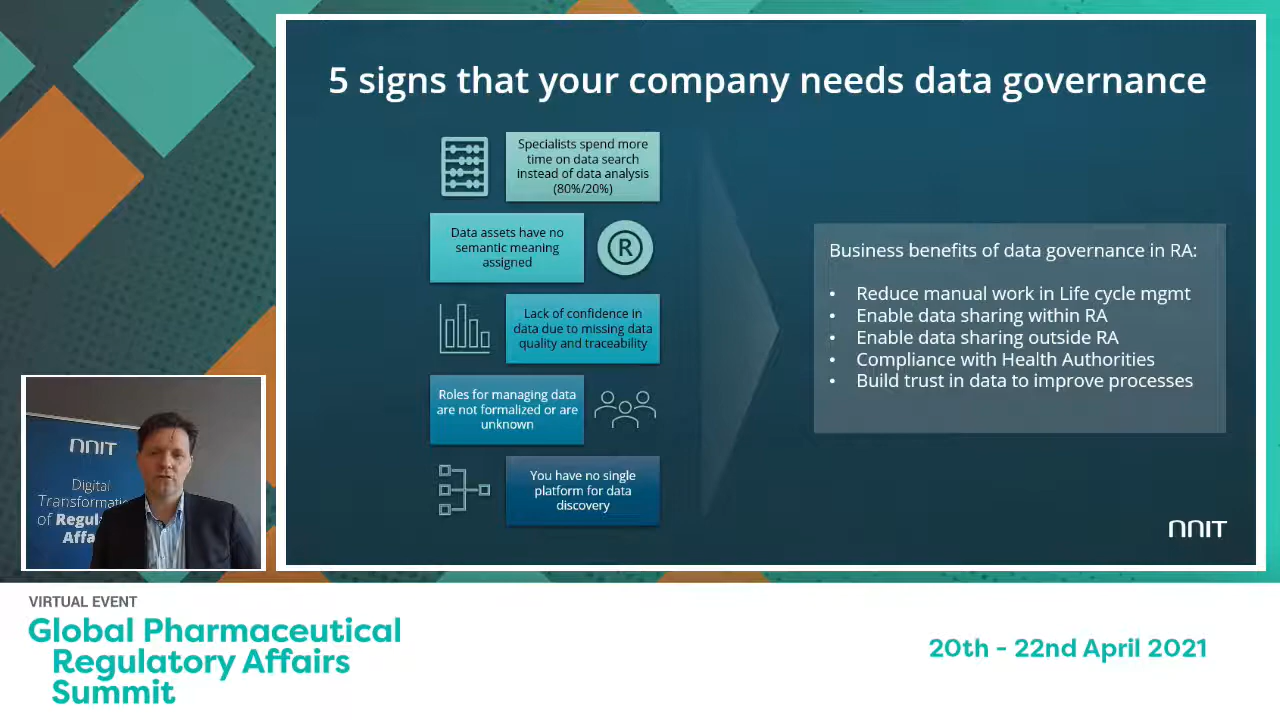 5 signs that your company needs data governance
Specialists spend more
time on data search
instead of data analysis
(80%/20%)
Data assets have no
semantic meaning
assigned
R
Lack of confidence in
data due to missing data
quality and traceability
Roles for managing data
are not formalized or are
unknown
You have no single
platform for data
discovery
Business benefits of data governance in RA:
• Reduce manual work in Life cycle mgmt
• Enable data sharing within RA
• Enable data sharing outside RA
• Compliance with Health Authorities
• Build trust in data to improve processes
nnit
nnit
Digital
of
VIRTUAL EVENT
Global Pharmaceutical
Regulatory Affairs
Summit
20th - 22nd April 2021